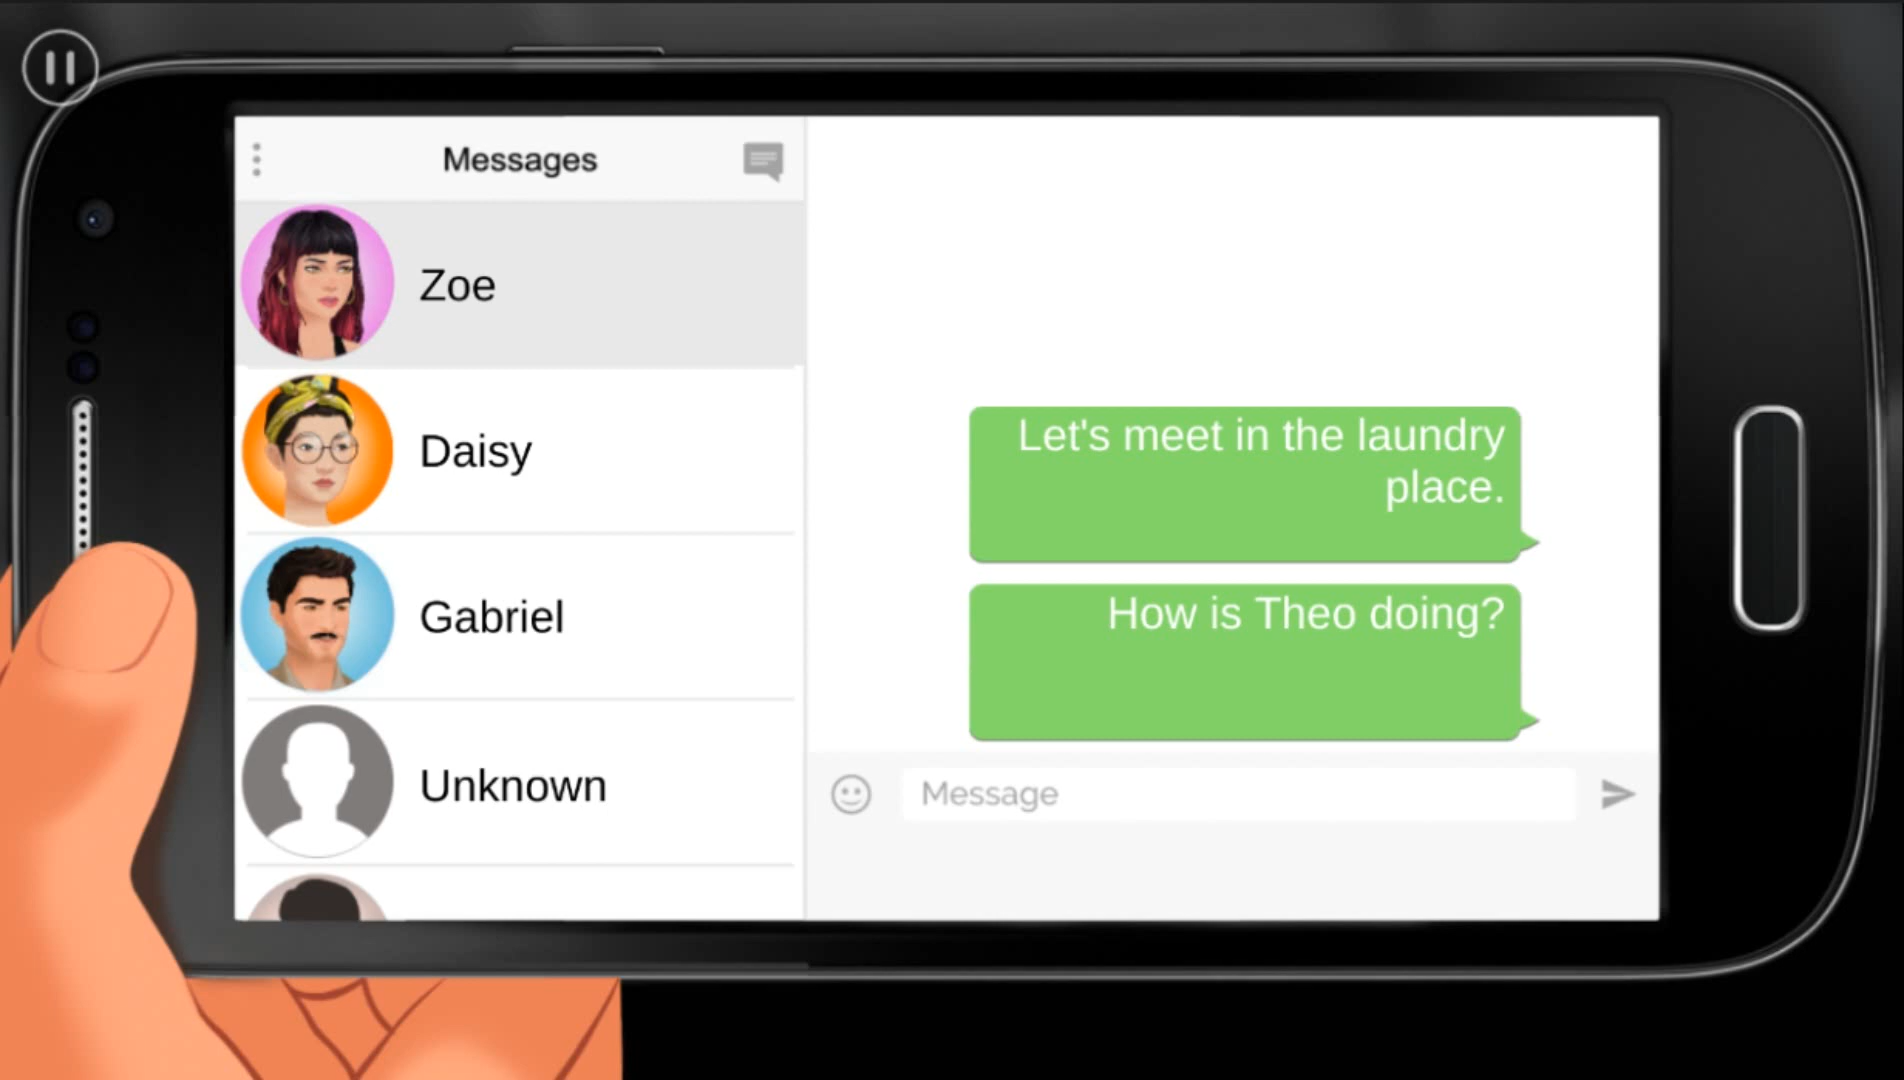 Messages
Zoe
Daisy
Gabriel
Unknown
Let's meet in the laundry
place.
How is Theo doing?
Message